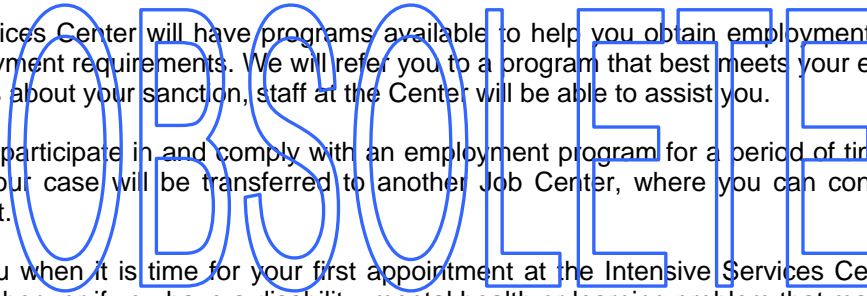 ices Center will have programs available to help you obtain employment
yment requirements. We will refer you to a program that best meets your e
s about your sanction, staff at the Center will be able to assist you.
participate in and comply with an employment program for a period of tim
our case will be transferred to another Job Center, where you can con
t.
u when it is time for your first appointment at the Intensive Services Ce
OBSOLETE